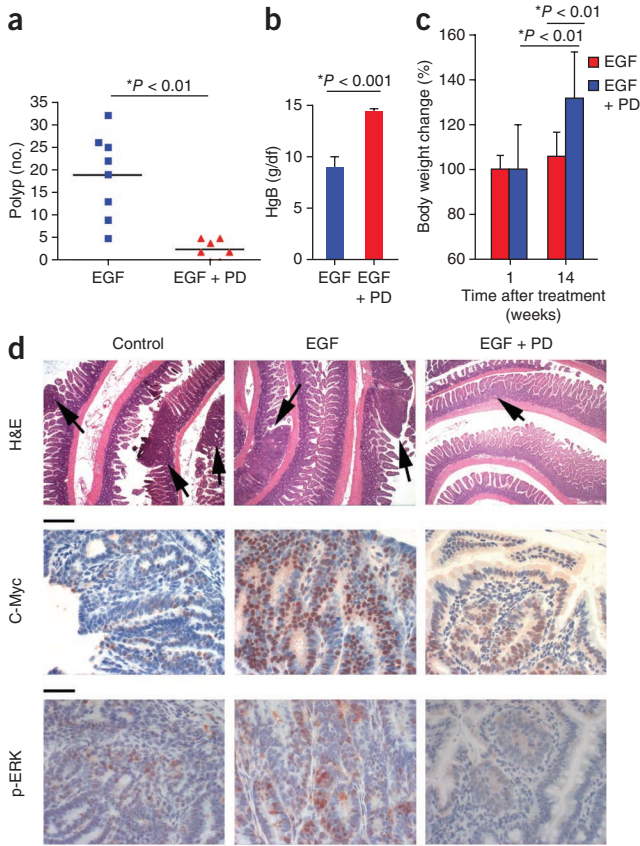 a
*P < 0.01
Polyp (no.)
35
30
25
20
15
10
5
0
EGF
EGF + PD
b
*P < 0.001
HgB (g/df)
15
10
5
0
EGF
EGF
+ PD
c
*P < 0.01
*P < 0.01
Body weight change (%)
160
140
120
100
80
60
EGF
EGF
+ PD
1
14
Time after treatment
(weeks)
d
Control
EGF
EGF + PD
H&E
C-Myc
p-ERK